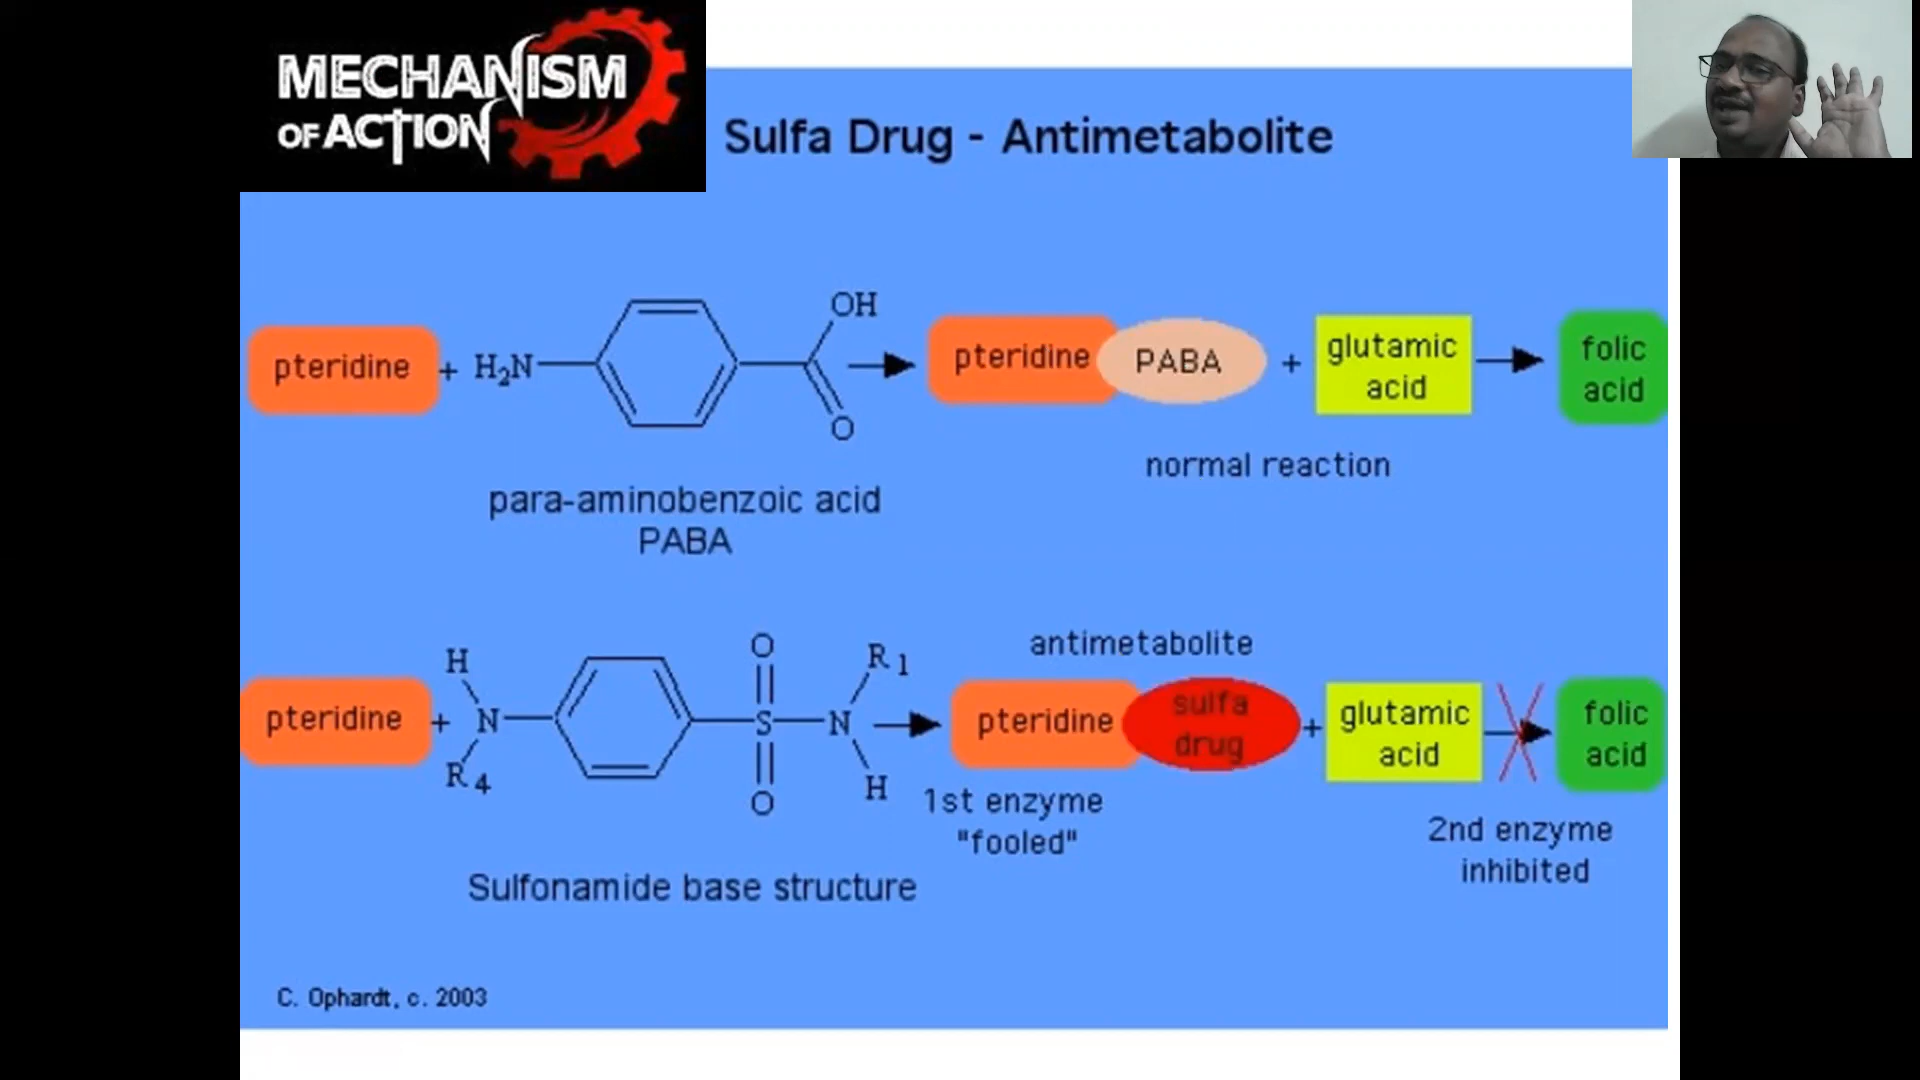 MECHANISM
OF ACTION
Sulfa Drug - Antimetabolite
pteridine
+
H₂N
OH
O
pteridine
PABA
+
glutamic
acid
folic
acid
normal reaction
para-aminobenzoic acid
PABA
antimetabolite
pteridine
+
H
N
R₄
O
S
O
N
R₁
H
pteridine
sulfa
drug
+
glutamic
acid
folic
acid
1st enzyme
"fooled"
2nd enzyme
inhibited
Sulfonamide base structure
C. Ophardt, c. 2003